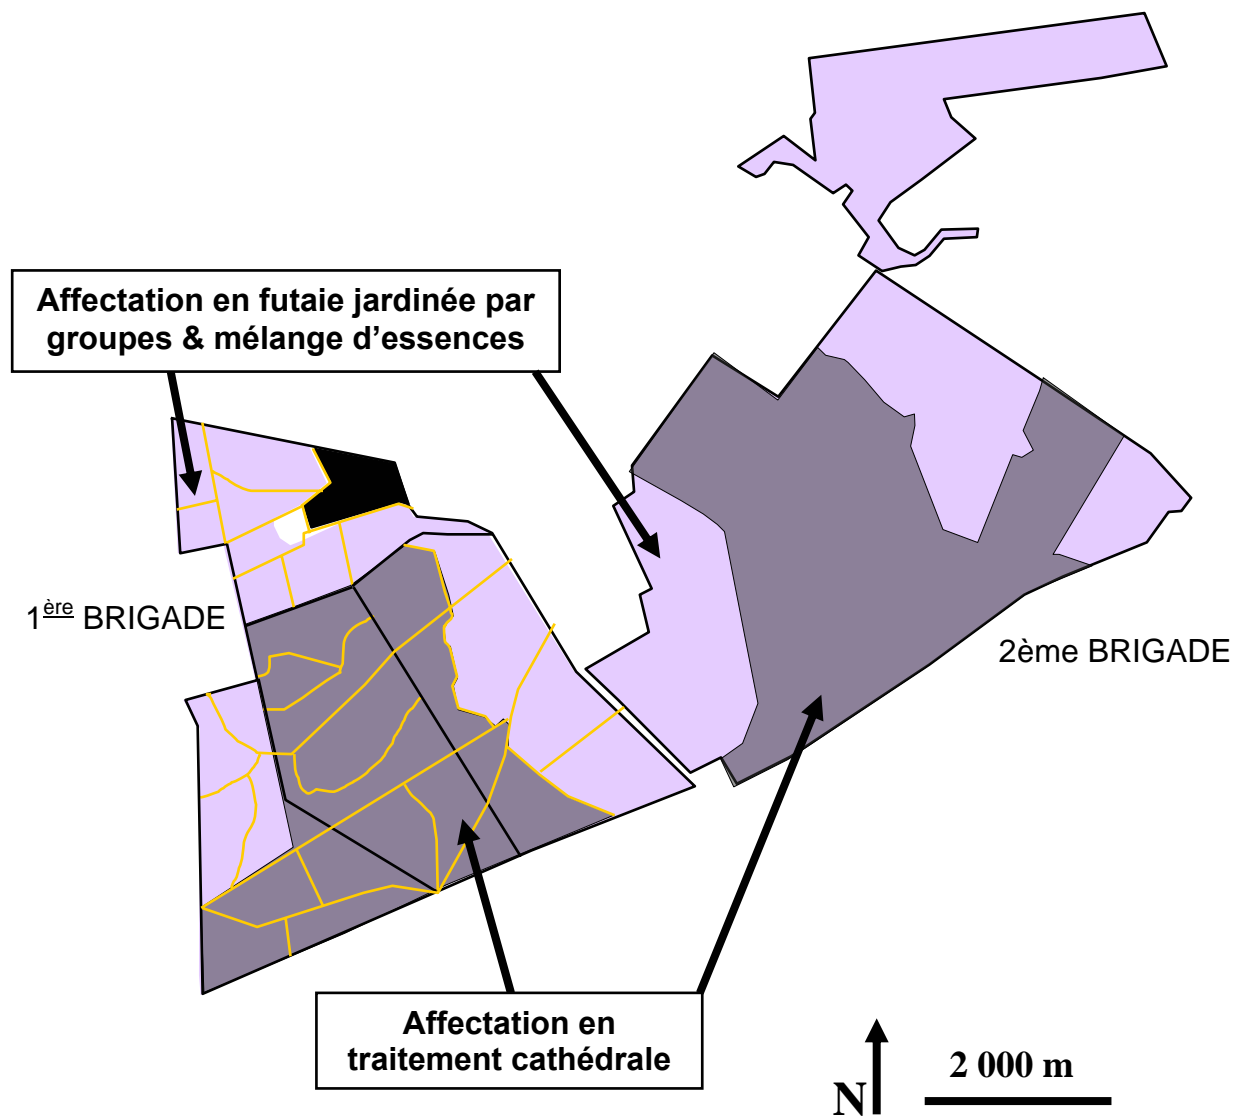 Affectation en futaie jardinée par
groupes & mélange d’essences
1ère BRIGADE
2ème BRIGADE
Affectation en
traitement cathédrale
N
2 000 m